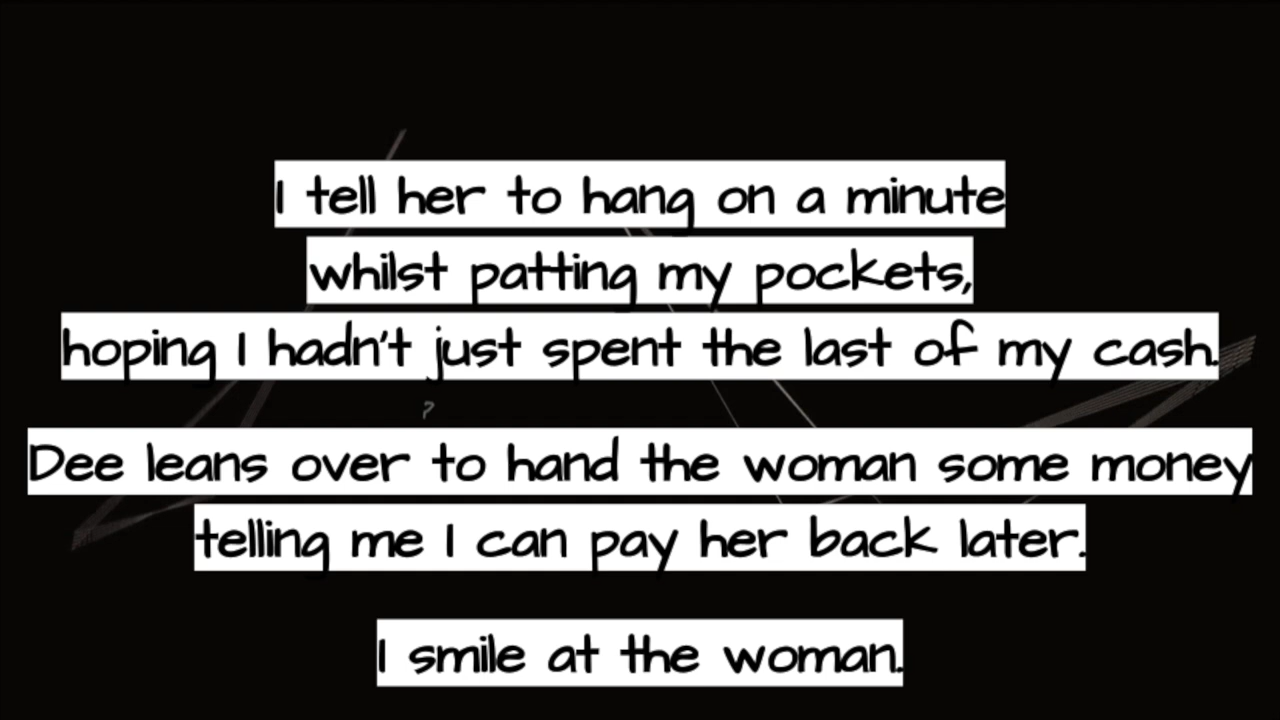 I tell her to hang on a minute
whilst patting my pockets,
hoping I hadn't just spent the last of my cash.
?
Dee leans over to hand the woman some money
telling me I can pay her back later.
I smile at the woman.